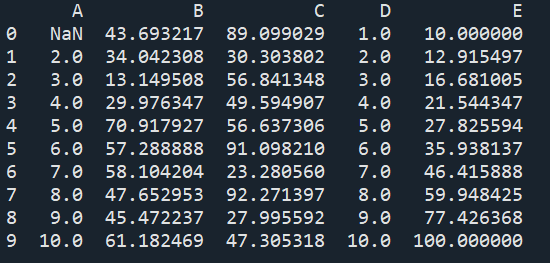 A B C D E
0 NaN 43.693217 89.099029 1.0 10.000000
1 2.0 34.042308 30.303802 2.0 12.915497
2 3.0 13.149508 56.841348 3.0 16.681005
3 4.0 29.976347 49.594907 4.0 21.544347
4 5.0 70.917927 56.637306 5.0 27.825594
5 6.0 57.288888 91.098210 6.0 35.938137
6 7.0 58.104204 23.280560 7.0 46.415888
7 8.0 47.652953 92.271397 8.0 59.948425
8 9.0 45.472237 27.995592 9.0 77.426368
9 10.0 61.182469 47.305318 10.0 100.000000